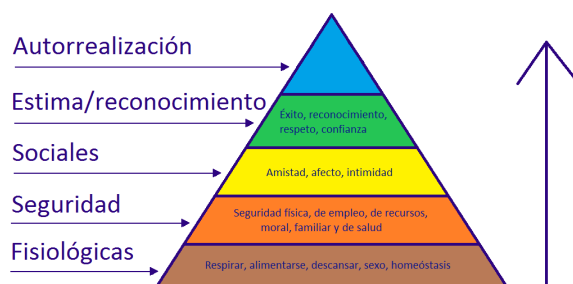 Autorrealización
Estima/reconocimiento
Éxito, reconocimiento,
respeto, confianza
Sociales
Amistad, afecto, intimidad
Seguridad
Seguridad física, de empleo, de recursos,
moral, familiar y de salud
Fisiológicas
Respirar, alimentarse, descansar, sexo, homeóstasis